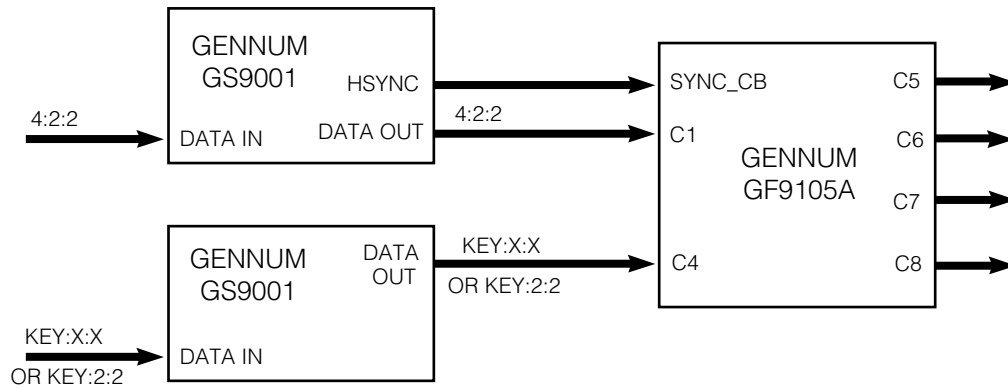 GENNUM
GS9001
HSYNC
4:2:2
DATA IN
DATA OUT
4:2:2
SYNC_CB
C1
C4
GENNUM
GF9105A
C5
C6
C7
C8
GENNUM
GS9001
DATA
OUT
KEY:X:X
OR KEY:2:2
KEY:X:X
OR KEY:2:2
DATA IN